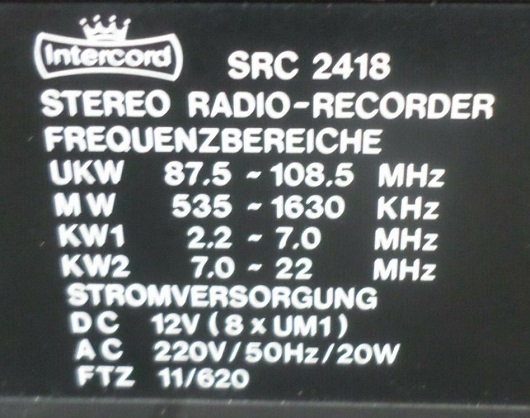 Intercord
SRC 2418
STEREO RADIO-RECORDER
FREQUENZBEREICHE
UKW 87.5 ~ 108.5 MHz
MW 535 ~ 1630 KHz
KW1 2.2 ~ 7.0 MHz
KW2 7.0 ~ 22 MHz
STROMVERSORGUNG
DC 12V (8 x UM1)
AC 220V/50Hz/20W
FTZ 11/620